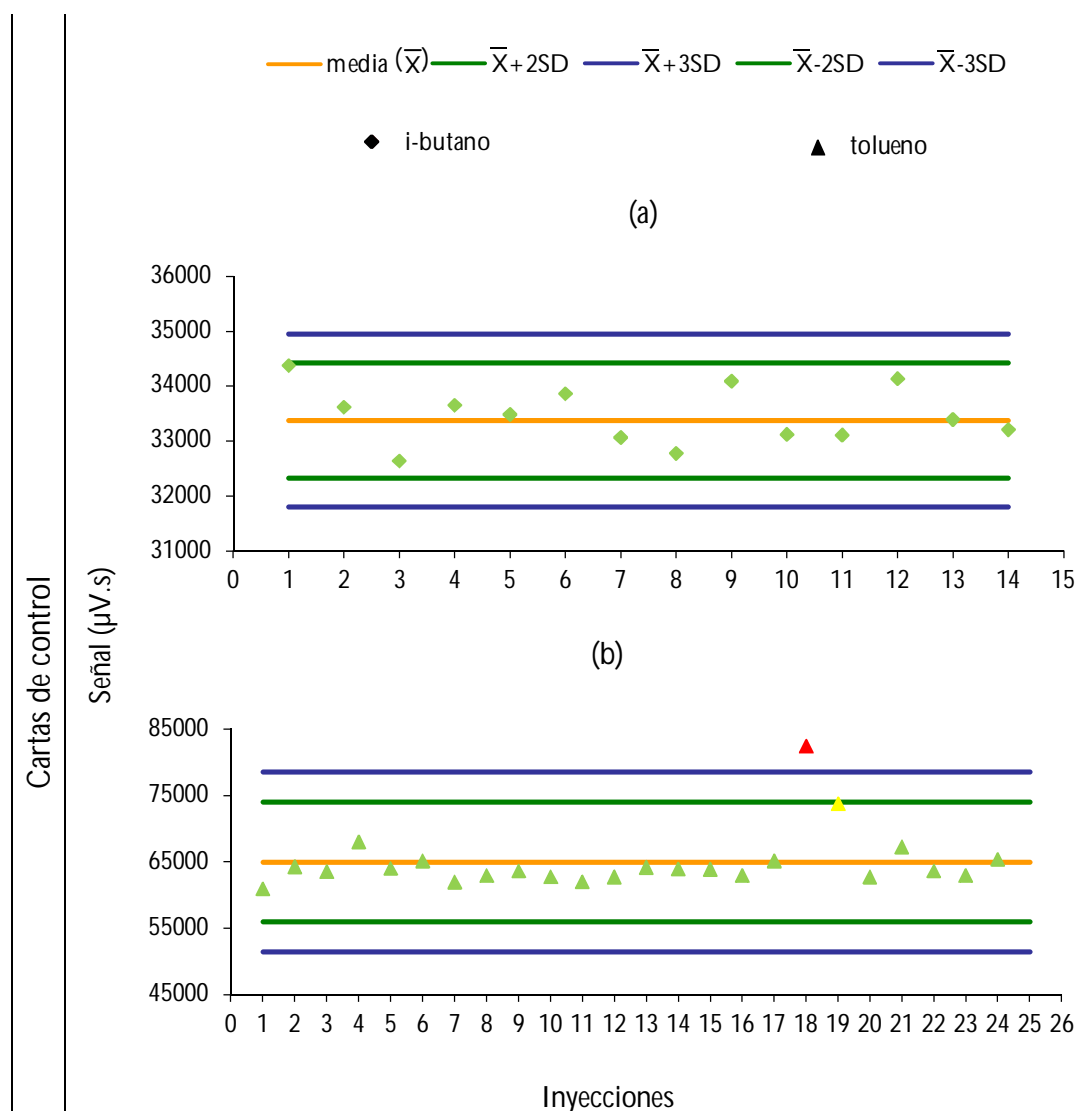 media (X̅) X̅+2SD X̅+3SD X̅-2SD X̅-3SD
i-butano tolueno
(a)
36000
35000
34000
33000
32000
31000
0 1 2 3 4 5 6 7 8 9 10 11 12 13 14 15
Cartas de control
Señal (µV.s)
(b)
85000
75000
65000
55000
45000
0 1 2 3 4 5 6 7 8 9 10 11 12 13 14 15 16 17 18 19 20 21 22 23 24 25 26
Inyecciones